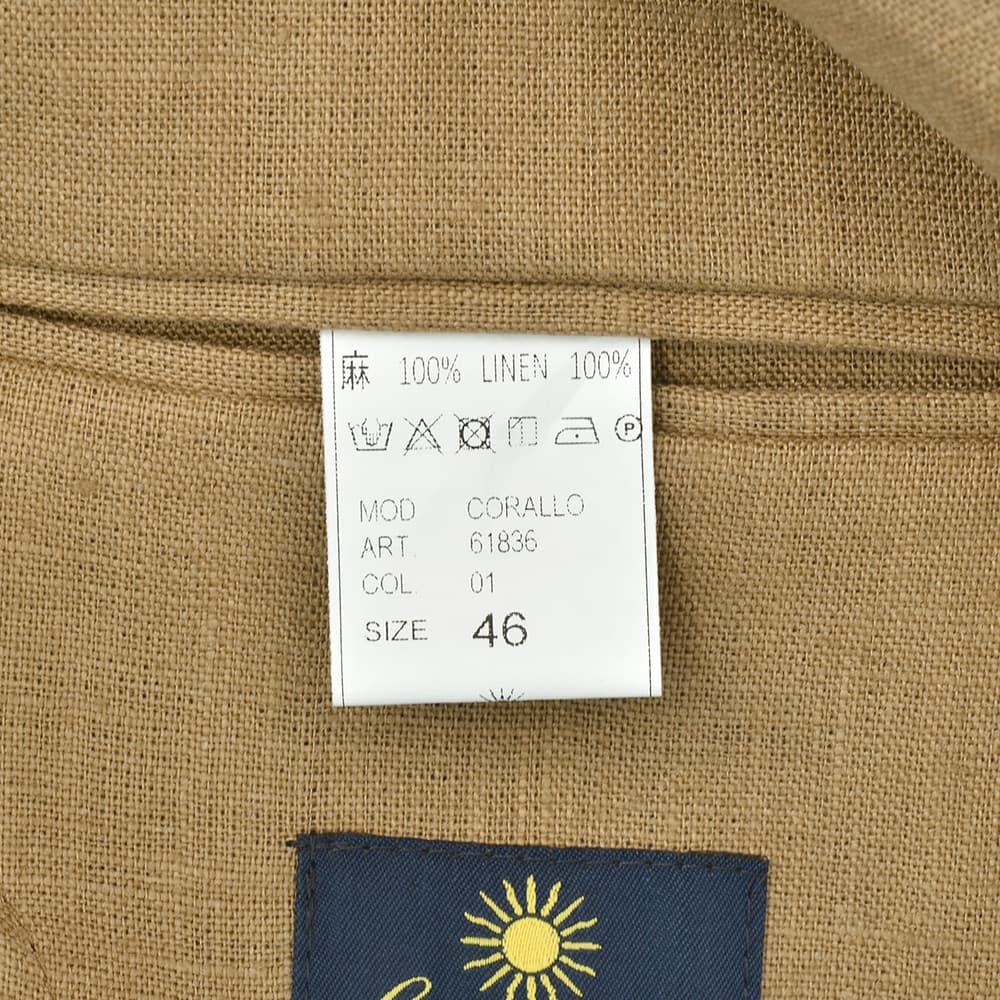 麻 100% LINEN 100%
P
MOD CORALLO
ART. 61836
COL. 01
SIZE 46